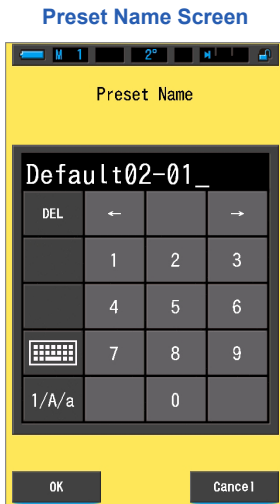 Preset Name Screen
M 1 2°
Preset Name
Default02-01_
DEL ← →
1 2 3
4 5 6
7 8 9
1/A/a 0
OK Cancel